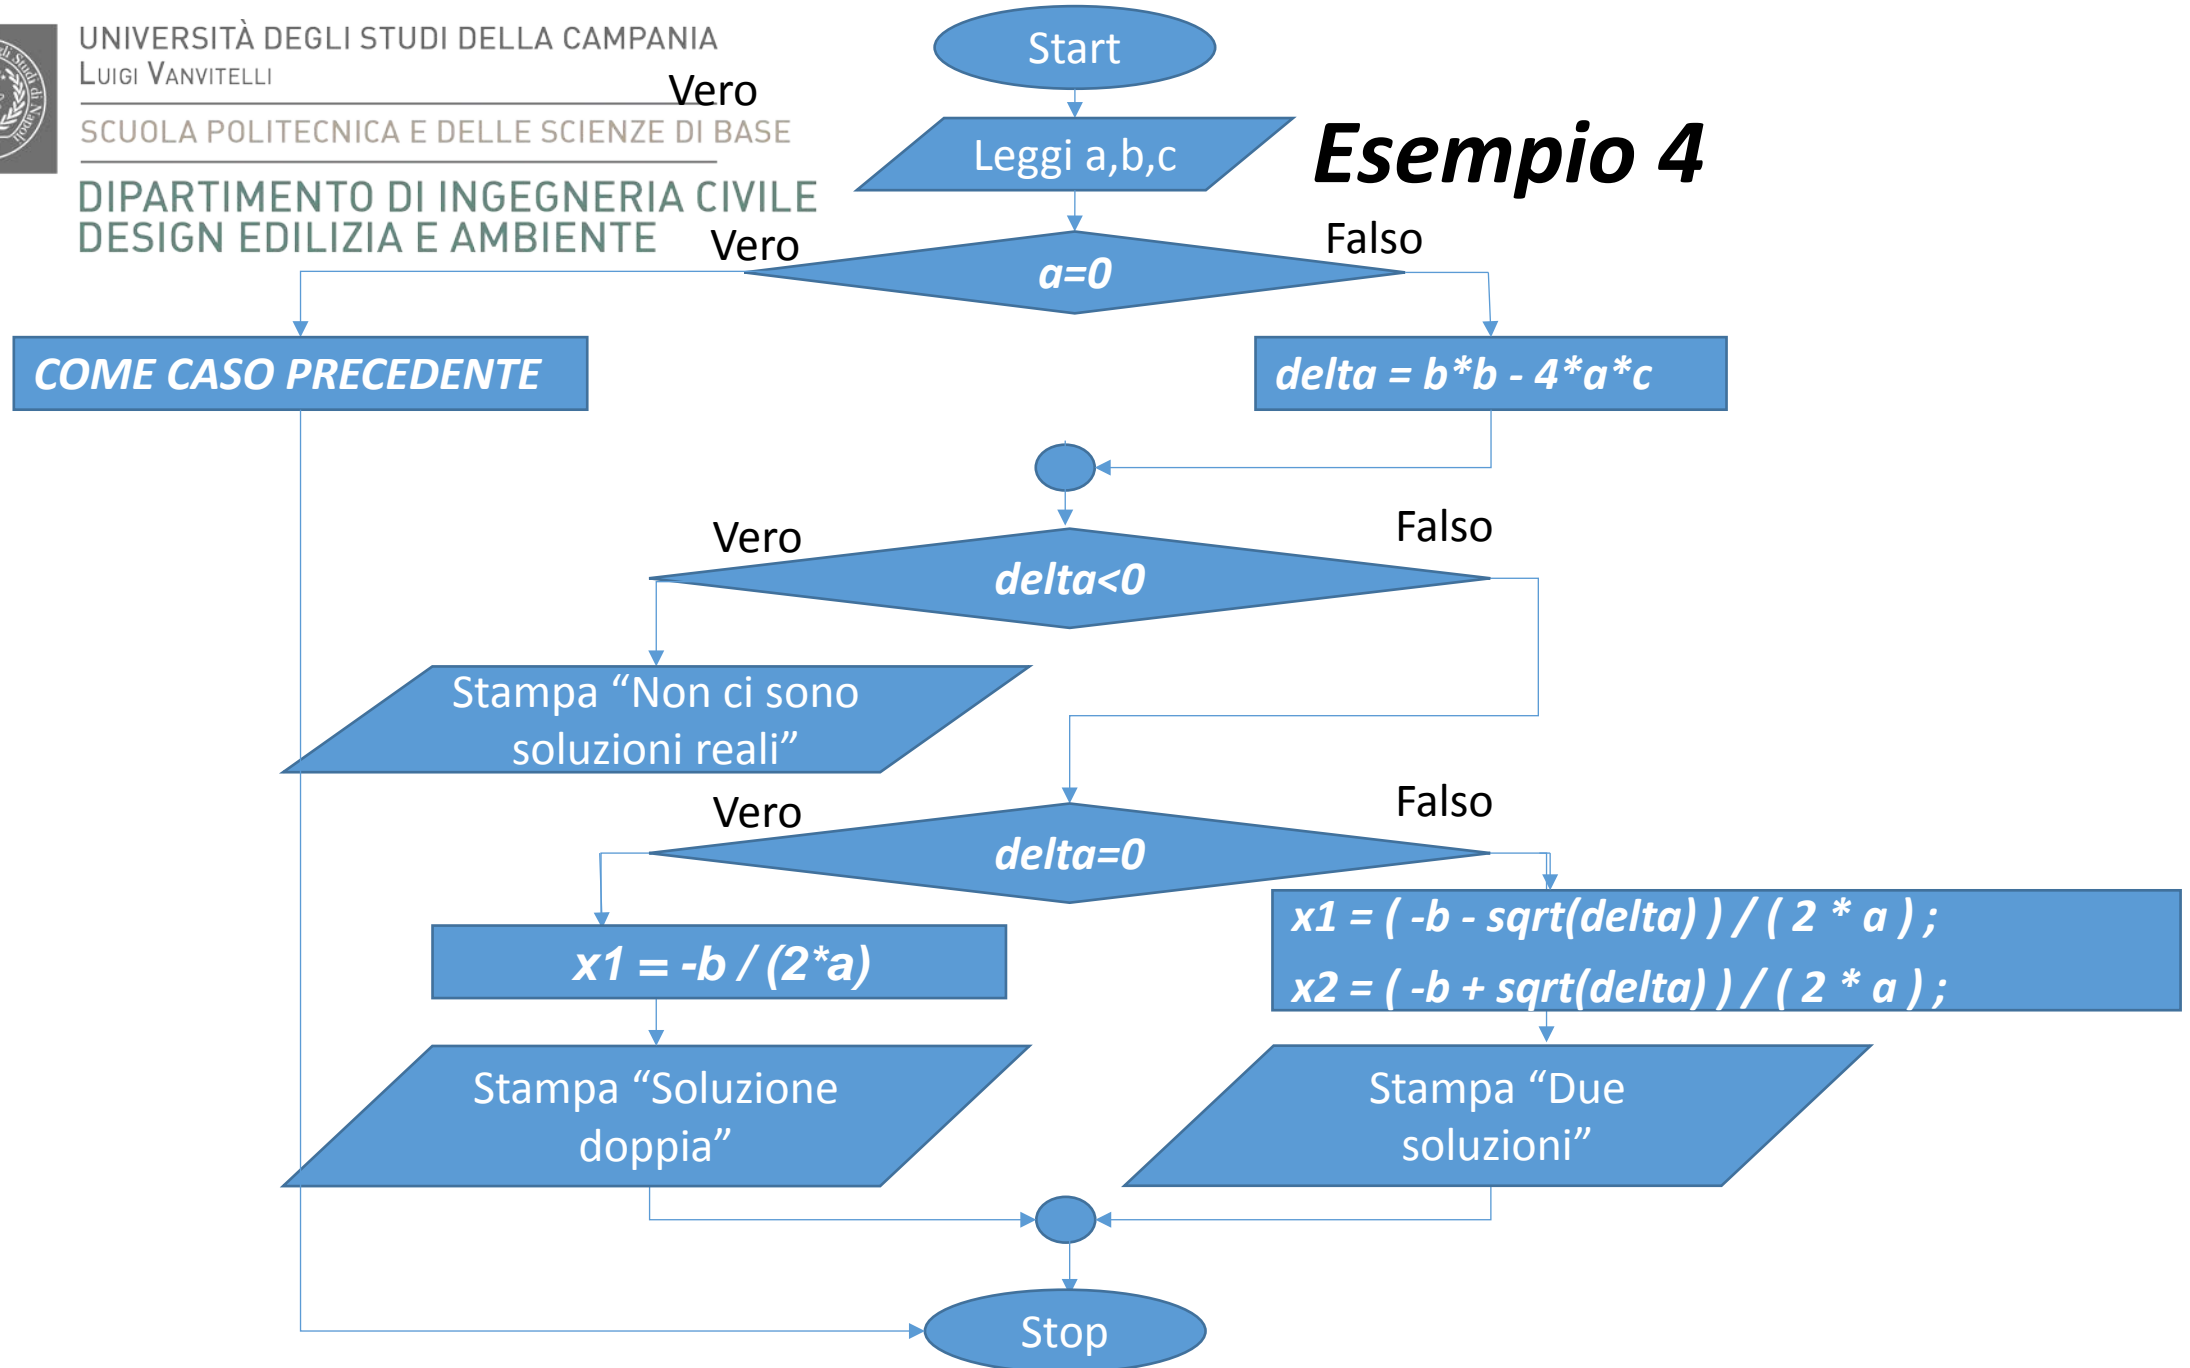 UNIVERSITÀ DEGLI STUDI DELLA CAMPANIA
LUIGI VANVITELLI
SCUOLA POLITECNICA E DELLE SCIENZE DI BASE
DIPARTIMENTO DI INGEGNERIA CIVILE
DESIGN EDILIZIA E AMBIENTE
Vero
Start
Leggi a,b,c
Esempio 4
Vero
Falso
a=0
COME CASO PRECEDENTE
delta = b*b - 4*a*c
Vero
Falso
delta<0
Stampa “Non ci sono
soluzioni reali”
Vero
Falso
delta=0
x1 = -b / (2*a)
x1 = ( -b - sqrt(delta) ) / ( 2 * a ) ;
x2 = ( -b + sqrt(delta) ) / ( 2 * a ) ;
Stampa “Soluzione
doppia”
Stampa “Due
soluzioni”
Stop